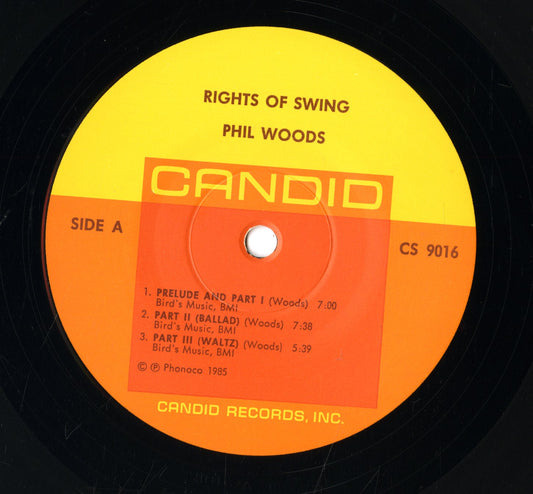 RIGHTS OF SWING
PHIL WOODS
CANDID
SIDE A
CS 9016
1. PRELUDE AND PART I (Woods) 7:00
Bird's Music, BMI
2. PART II (BALLAD) (Woods) 7:38
Bird's Music, BMI
3. PART III (WALTZ) (Woods) 5:39
Bird's Music, BMI
© ℗ Phonaco 1985
CANDID RECORDS, INC.